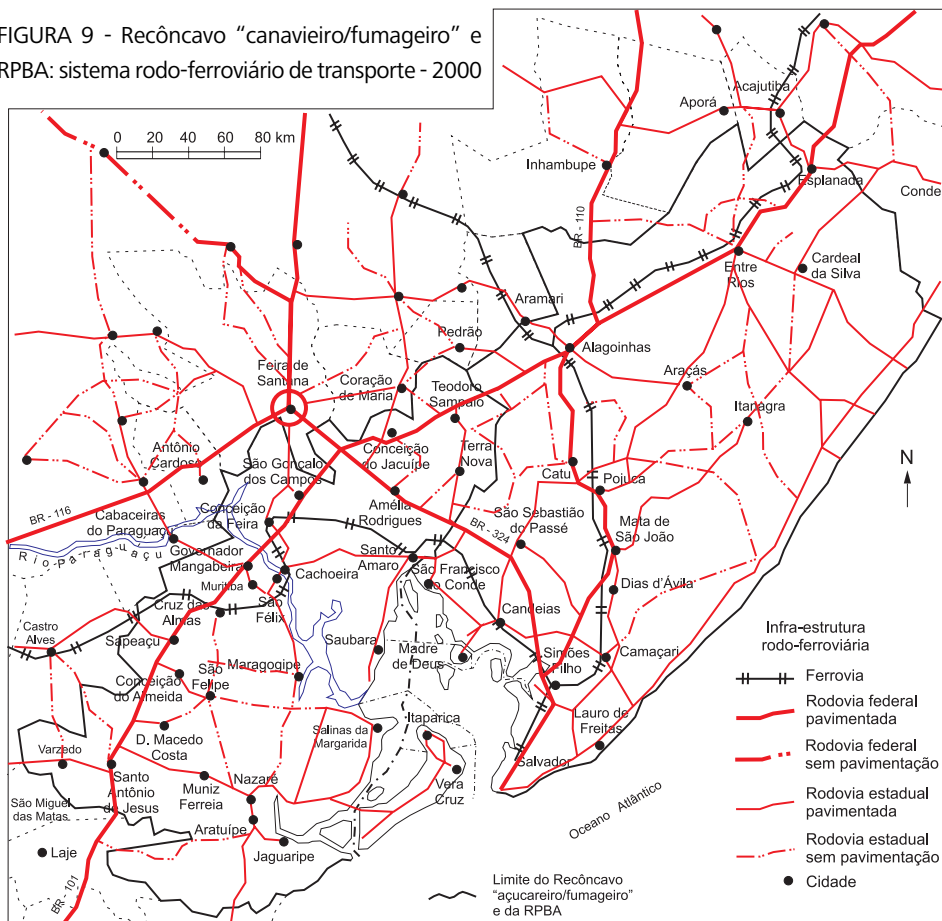 FIGURA 9 - Recôncavo “canavieiro/fumageiro” e
RPBA: sistema rodo-ferroviário de transporte - 2000
0 20 40 60 80 km
Acajutiba
Aporá
Inhambupe
Esplanada
Conde
BR - 110
Entre
Rios
Cardeal
da Silva
Aramari
Pedrão
Alagoinhas
Feira de
Santana
Coração
de Maria
Teodoro
Sampaio
Araçás
Itanagra
Antônio
Cardoso
São Gonçalo
dos Campos
Conceição
do Jacuípe
Terra
Nova
Catu
Pojuca
N
BR - 116
Cabaceiras
do Paraguaçu
Conceição
da Feira
Amélia
Rodrigues
BR - 324
São Sebastião
do Passé
Mata de
São João
Rio Paraguaçu
Governador
Mangabeira
Muritiba
Cachoeira
Santo
Amaro
São Francisco
do Conde
Dias d’Ávila
Cruz das
Almas
São
Félix
Candeias
Castro
Alves
Sapeaçu
Saubara
Madre
de Deus
Simões
Filho
Camaçari
Conceição
do Almeida
São
Felipe
Maragogipe
Itaparica
Lauro de
Freitas
D. Macedo
Costa
Salinas da
Margarida
Salvador
Varzedo
Santo
Antônio
de Jesus
Muniz
Ferreia
Nazaré
Vera
Cruz
São Miguel
das Matas
Aratuípe
Oceano Atlântico
Laje
Jaguaripe
BR - 101
Infra-estrutura
rodo-ferroviária
Ferrovia
Rodovia federal
pavimentada
Rodovia federal
sem pavimentação
Rodovia estadual
pavimentada
Rodovia estadual
sem pavimentação
Cidade
Limite do Recôncavo
“açucareiro/fumageiro”
e da RPBA